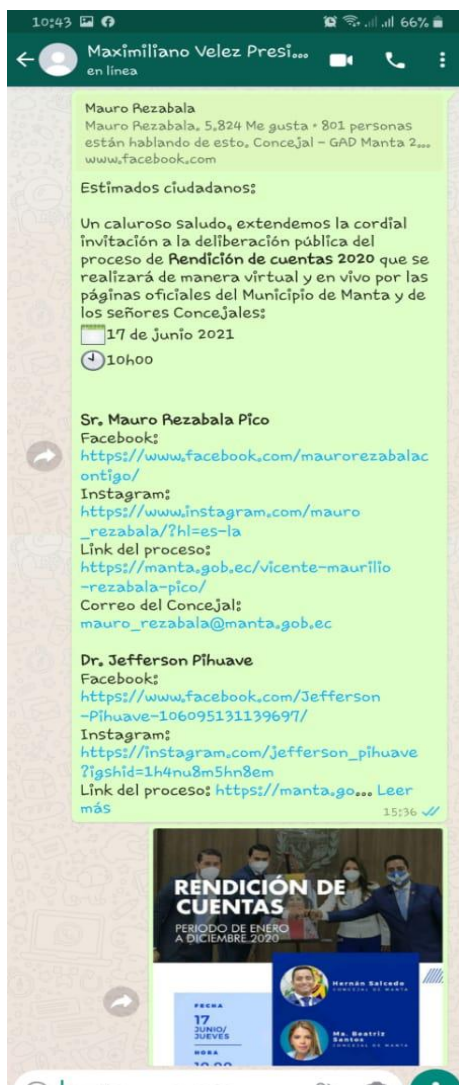 10:43
66%
Maximiliano Velez Presi...
en línea
Mauro Rezabala
Mauro Rezabala. 5,824 Me gusta • 801 personas
están hablando de esto. Concejal - GAD Manta 2...
www.facebook.com
Estimados ciudadanos:
Un caluroso saludo, extendemos la cordial
invitación a la deliberación pública del
proceso de Rendición de cuentas 2020 que se
realizará de manera virtual y en vivo por las
páginas oficiales del Municipio de Manta y de
los señores Concejales:
17 de junio 2021
10h00
Sr. Mauro Rezabala Pico
Facebook:
https://www.facebook.com/maurorezabalac
ontigo/
Instagram:
https://www.instagram.com/mauro
_rezabala/?hl=es-la
Link del proceso:
https://manta.gob.ec/vicente-maurilio
-rezabala-pico/
Correo del Concejal:
mauro_rezabala@manta.gob.ec
Dr. Jefferson Pihuave
Facebook:
https://www.facebook.com/Jefferson
-Pihuave-106095131139697/
Instagram:
https://instagram.com/jefferson_pihuave
?igshid=1h4nu8m5hn8em
Link del proceso: https://manta.go... Leer
más
15:36
RENDICIÓN DE
CUENTAS
PERIODO DE ENERO
A DICIEMBRE 2020
Hernán Salcedo
CONCEJAL DE MANTA
FECHA
17
JUNIO/
JUEVES
HORA
Ma. Beatriz
Santos
CONCEJAL DE MANTA